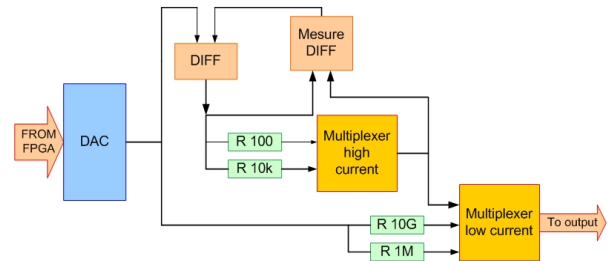 Mesure
DIFF
DIFF
FROM
FPGA
DAC
R 100
R 10k
Multiplexer
high
current
R 10G
R 1M
Multiplexer
low current
To output